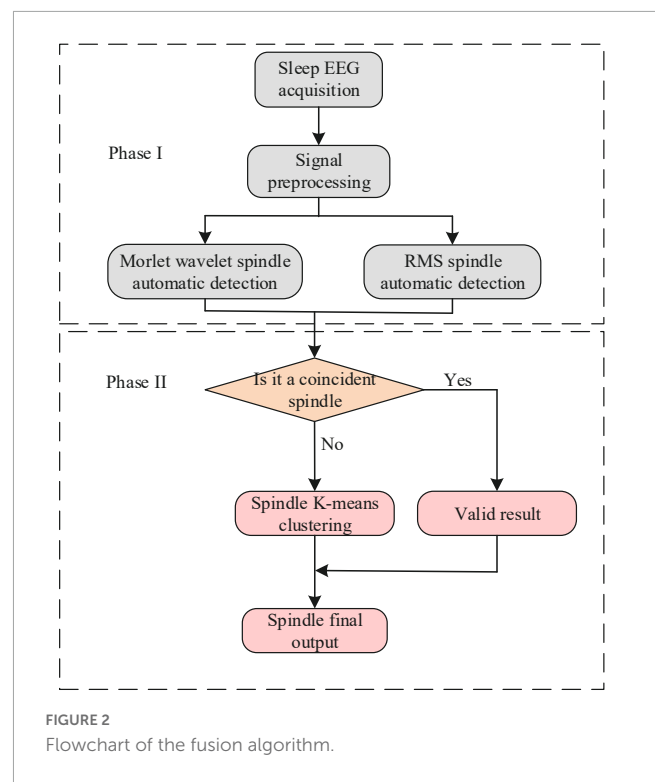 Sleep EEG
acquisition
Phase I
Signal
preprocessing
Morlet wavelet spindle
automatic detection
RMS spindle
automatic detection
Phase II
Is it a coincident
spindle
Yes
No
Spindle K-means
clustering
Valid result
Spindle final
output
FIGURE 2
Flowchart of the fusion algorithm.